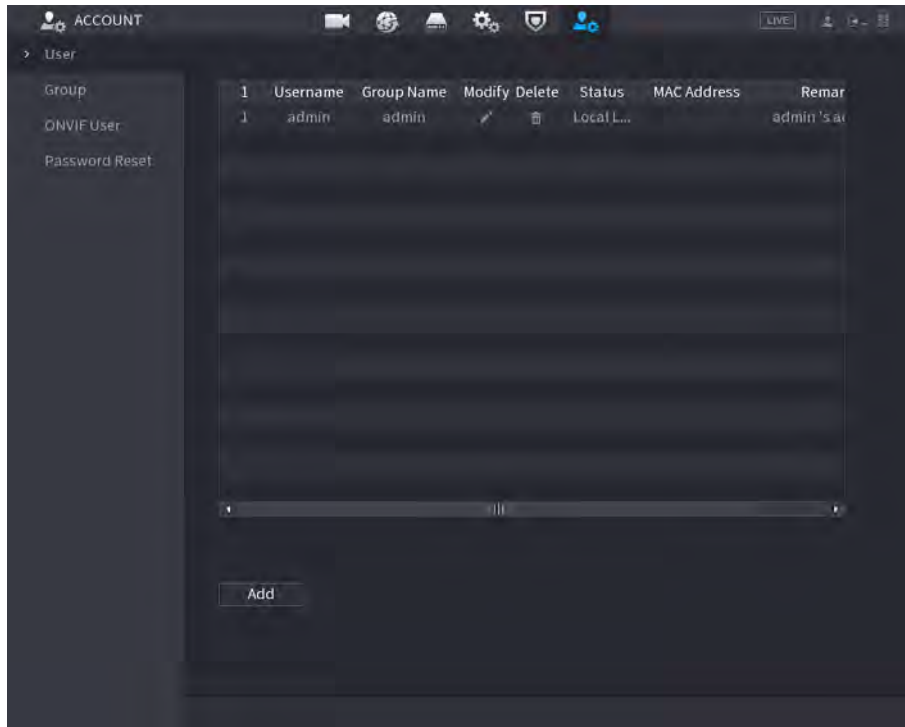 ACCOUNT
LIVE
User
Group
ONVIF User
Password Reset
1 Username Group Name Modify Delete Status MAC Address Remar
1 admin admin Local L... admin 's a
Add